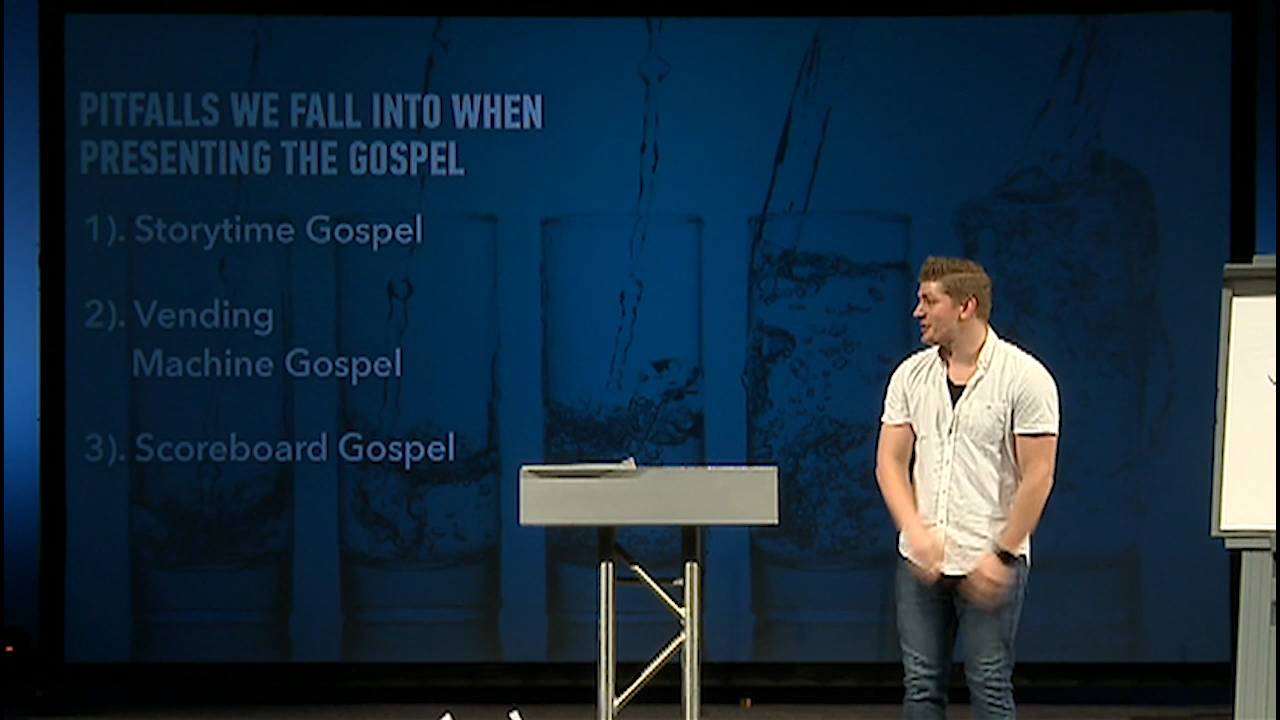 PITFALLS WE FALL INTO WHEN
PRESENTING THE GOSPEL
1). Storytime Gospel
2). Vending
Machine Gospel
3). Scoreboard Gospel